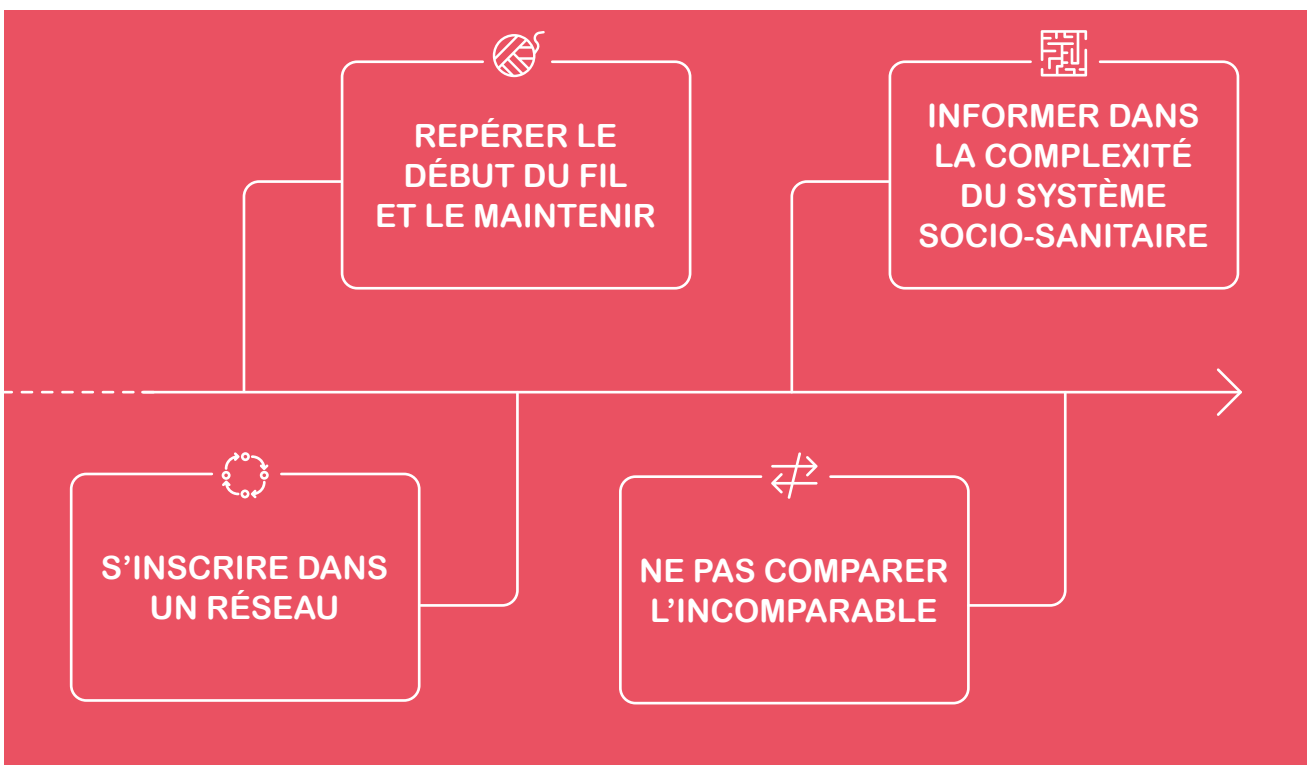 REPÉRER LE
DÉBUT DU FIL
ET LE MAINTENIR
INFORMER DANS
LA COMPLEXITÉ
DU SYSTÈME
SOCIO-SANITAIRE
S’INSCRIRE DANS
UN RÉSEAU
NE PAS COMPARER
L’INCOMPARABLE